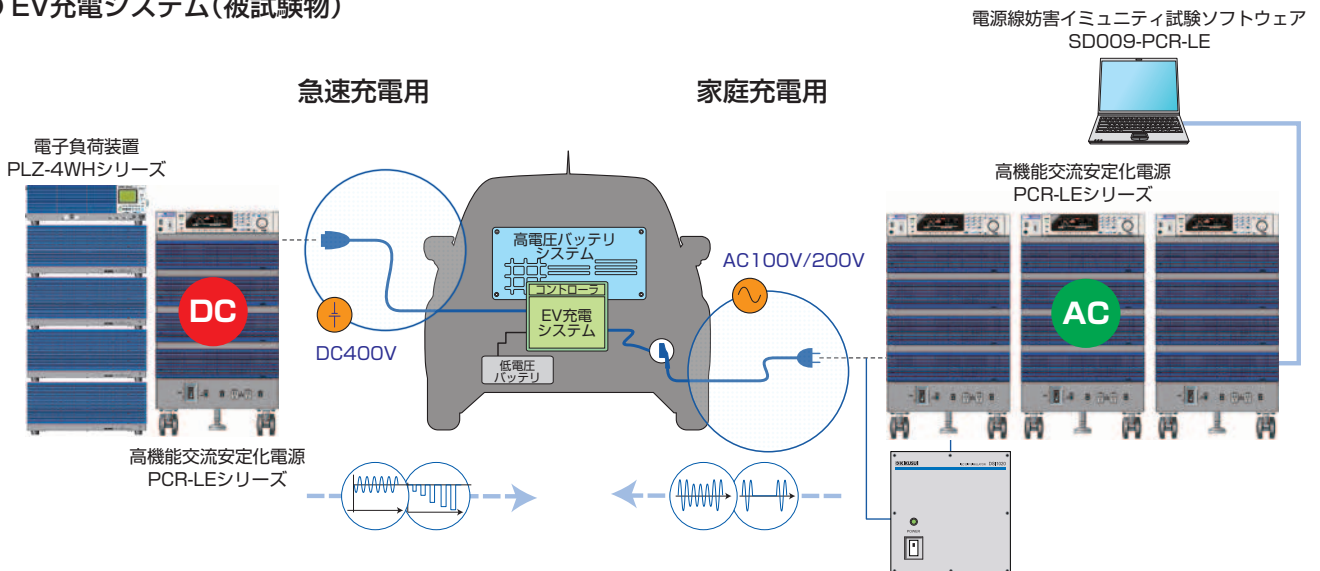 EV充電システム(被試験物)
電源線妨害イミュニティ試験ソフトウェア
SD009-PCR-LE
急速充電用
家庭充電用
電子負荷装置
PLZ-4WHシリーズ
高機能交流安定化電源
PCR-LEシリーズ
高電圧バッテリ
システム
コントローラ
EV充電
システム
低電圧
バッテリ
DC
DC400V
AC100V/200V
AC
高機能交流安定化電源
PCR-LEシリーズ
KIKUSUI
POWER